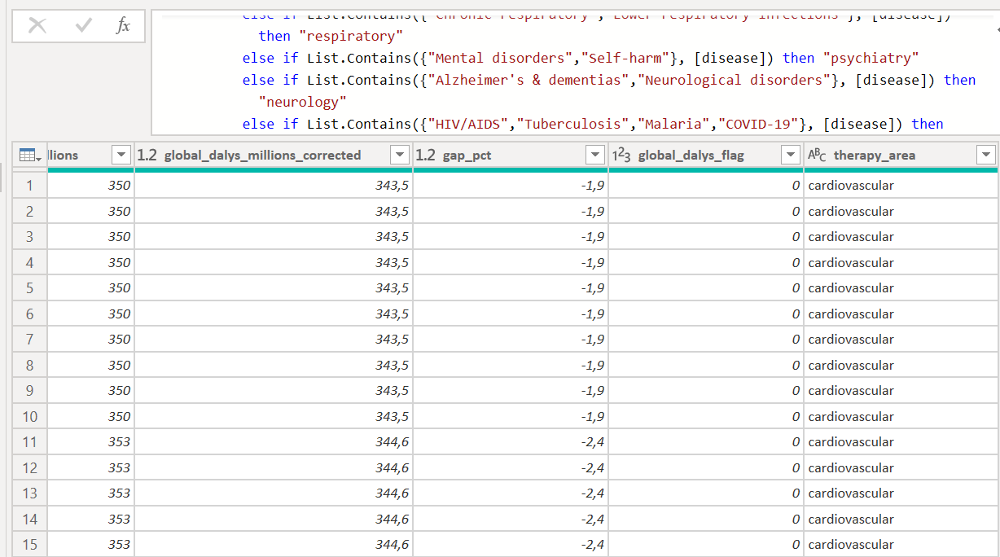 else if List.Contains({"Chronic respiratory","Lower respiratory infections"}, [disease])
then "respiratory"
else if List.Contains({"Mental disorders","Self-harm"}, [disease]) then "psychiatry"
else if List.Contains({"Alzheimer's & dementias","Neurological disorders"}, [disease]) then
"neurology"
else if List.Contains({"HIV/AIDS","Tuberculosis","Malaria","COVID-19"}, [disease]) then
fx
llions 1.2 global_dalys_millions_corrected 1.2 gap_pct 123 global_dalys_flag ABC therapy_area
1 350 343,5 -1,9 0 cardiovascular
2 350 343,5 -1,9 0 cardiovascular
3 350 343,5 -1,9 0 cardiovascular
4 350 343,5 -1,9 0 cardiovascular
5 350 343,5 -1,9 0 cardiovascular
6 350 343,5 -1,9 0 cardiovascular
7 350 343,5 -1,9 0 cardiovascular
8 350 343,5 -1,9 0 cardiovascular
9 350 343,5 -1,9 0 cardiovascular
10 350 343,5 -1,9 0 cardiovascular
11 353 344,6 -2,4 0 cardiovascular
12 353 344,6 -2,4 0 cardiovascular
13 353 344,6 -2,4 0 cardiovascular
14 353 344,6 -2,4 0 cardiovascular
15 353 344,6 -2,4 0 cardiovascular